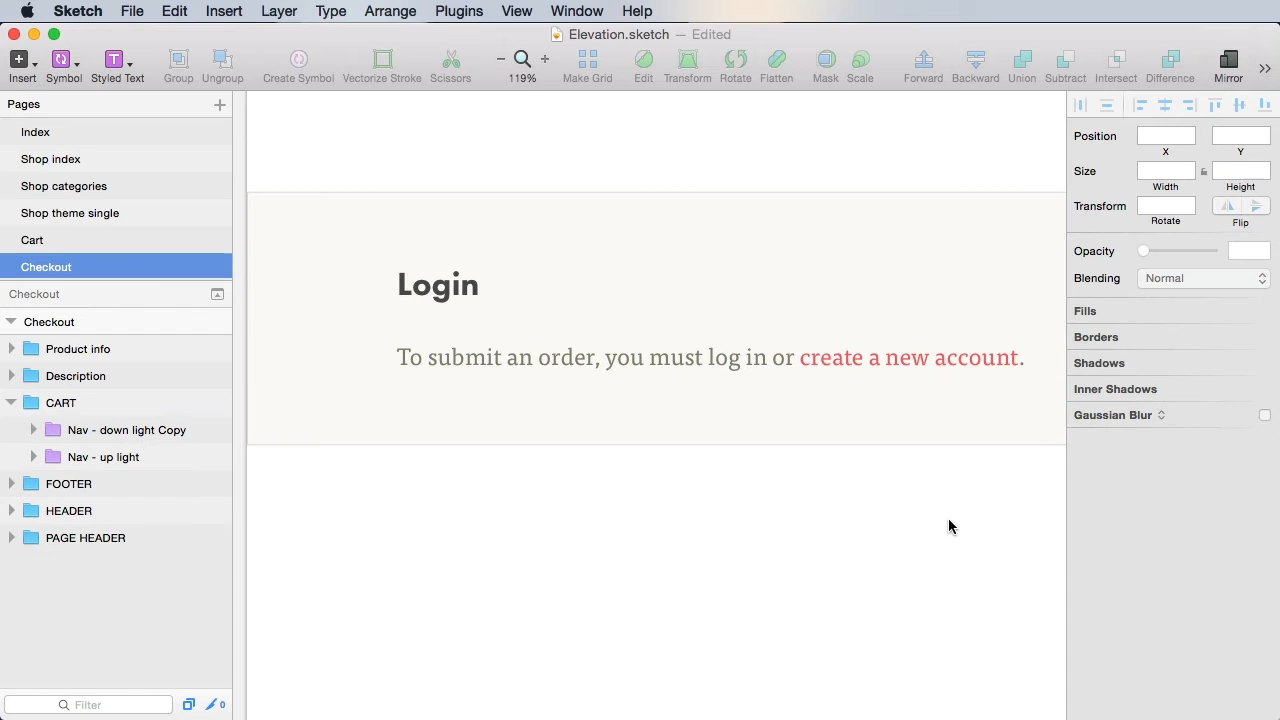 Sketch File Edit Insert Layer Type Arrange Plugins View Window Help
Elevation.sketch — Edited
Insert Symbol Styled Text Group Ungroup Create Symbol Vectorize Stroke Scissors 119% Make Grid Edit Transform Rotate Flatten Mask Scale Forward Backward Union Subtract Intersect Difference Mirror
Pages
Index
Shop index
Shop categories
Shop theme single
Cart
Checkout
Checkout
Checkout
Product info
Description
CART
Nav - down light Copy
Nav - up light
FOOTER
HEADER
PAGE HEADER
Filter
0
Login
To submit an order, you must log in or create a new account.
Position
X Y
Size
Width Height
Transform
Rotate Flip
Opacity
Blending Normal
Fills
Borders
Shadows
Inner Shadows
Gaussian Blur